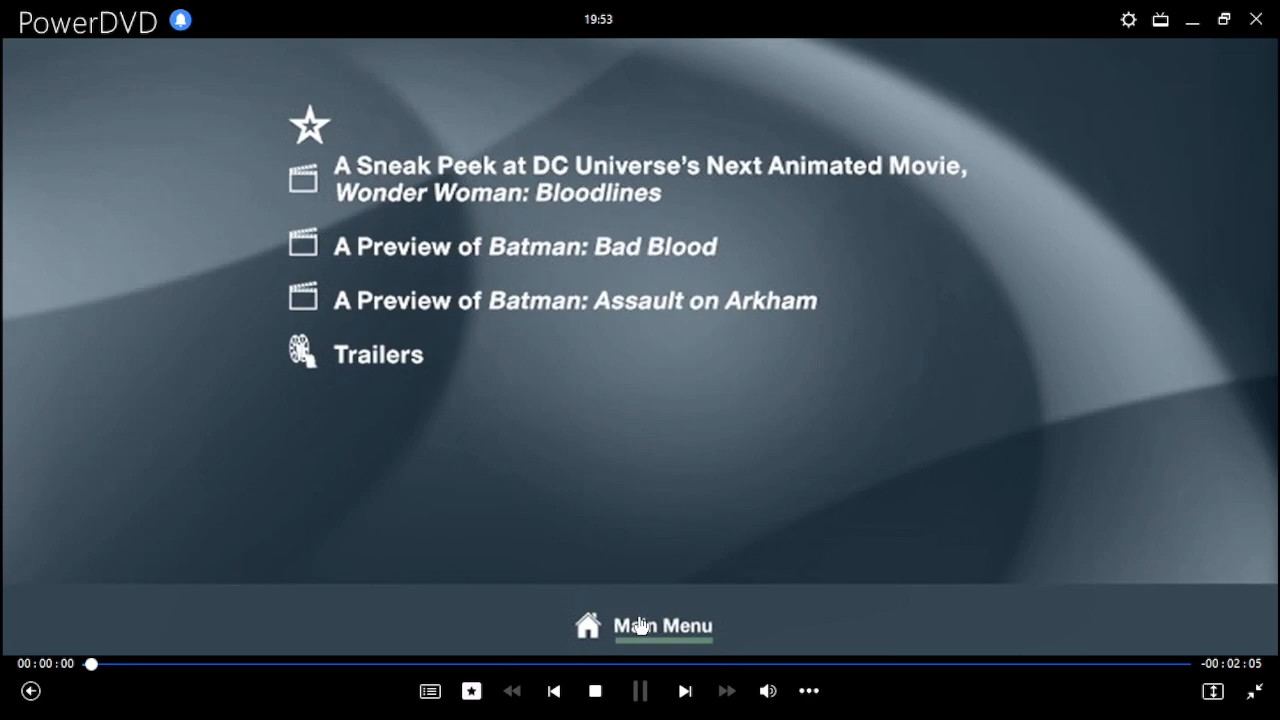 PowerDVD
19:53
A Sneak Peek at DC Universe's Next Animated Movie,
Wonder Woman: Bloodlines
A Preview of Batman: Bad Blood
A Preview of Batman: Assault on Arkham
Trailers
Main Menu
00:00:00
-00:02:05